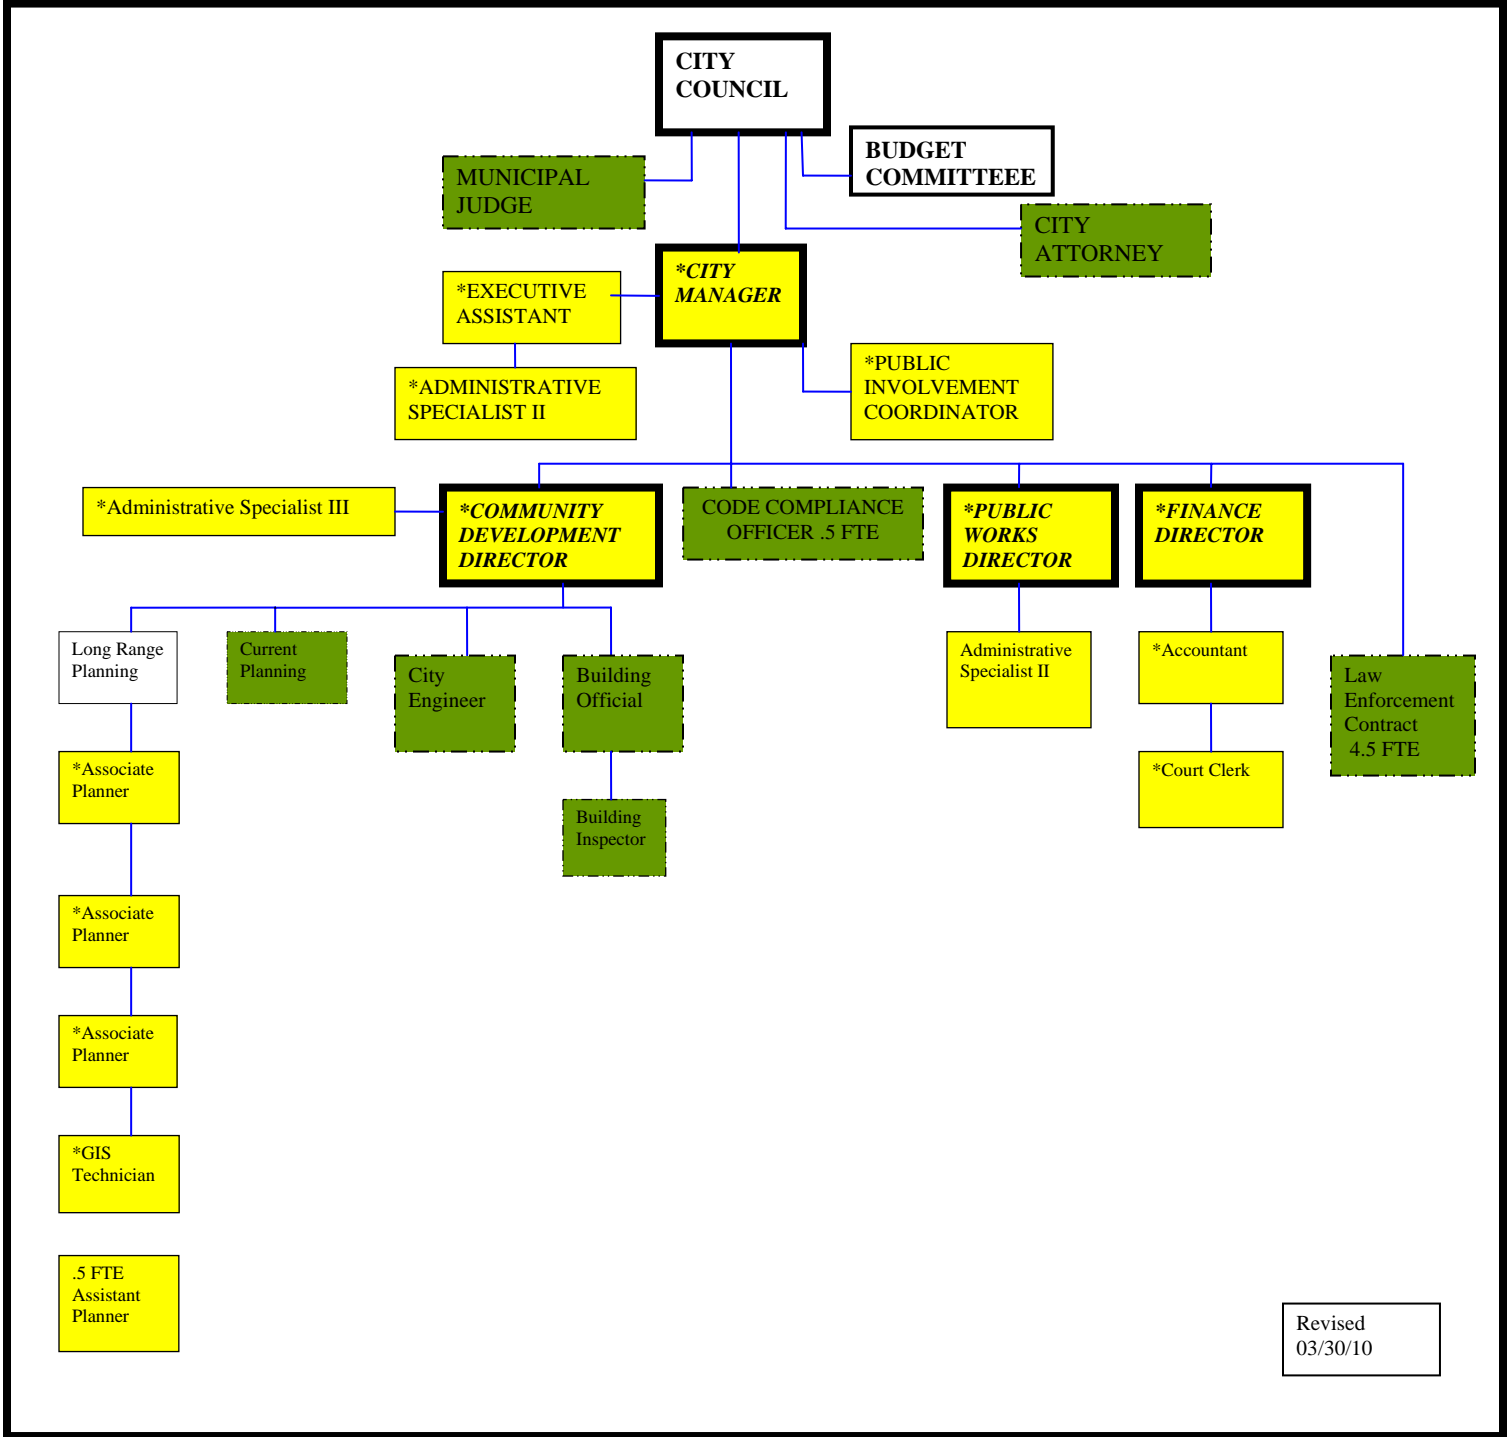 CITY
COUNCIL
BUDGET
COMMITTEEE
MUNICIPAL
JUDGE
CITY
ATTORNEY
*CITY
MANAGER
*EXECUTIVE
ASSISTANT
*PUBLIC
INVOLVEMENT
COORDINATOR
*ADMINISTRATIVE
SPECIALIST II
*Administrative Specialist III
*COMMUNITY
DEVELOPMENT
DIRECTOR
CODE COMPLIANCE
OFFICER .5 FTE
*PUBLIC
WORKS
DIRECTOR
*FINANCE
DIRECTOR
Long Range
Planning
Current
Planning
City
Engineer
Building
Official
Administrative
Specialist II
*Accountant
Law
Enforcement
Contract
4.5 FTE
*Associate
Planner
*Court Clerk
Building
Inspector
*Associate
Planner
*Associate
Planner
*GIS
Technician
.5 FTE
Assistant
Planner
Revised
03/30/10